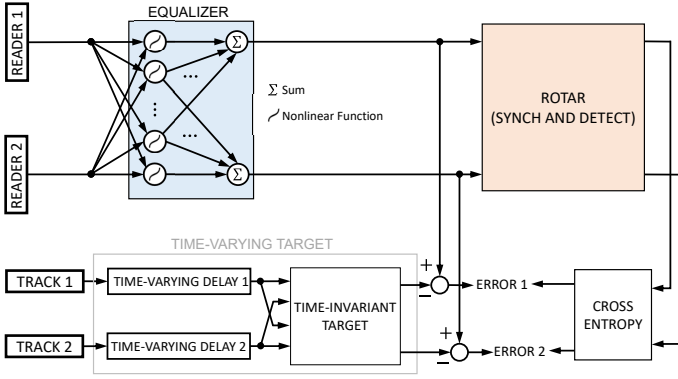 EQUALIZER
READER 1
...
Σ
Σ Sum
...
Nonlinear Function
...
READER 2
Σ
ROTAR
(SYNCH AND DETECT)
TIME-VARYING TARGET
TRACK 1
TIME-VARYING DELAY 1
TIME-INVARIANT
TARGET
+
−
ERROR 1
CROSS
ENTROPY
TRACK 2
TIME-VARYING DELAY 2
+
−
ERROR 2